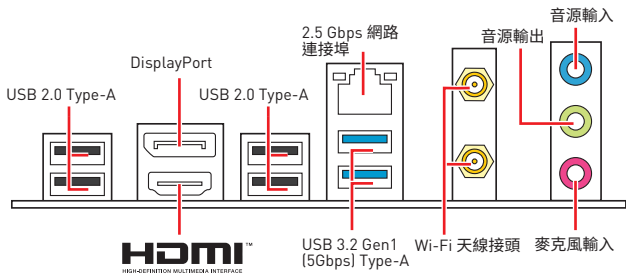 音源輸入
2.5 Gbps 網路
連接埠
音源輸出
DisplayPort
USB 2.0 Type-A
USB 2.0 Type-A
HDMI™
HIGH-DEFINITION MULTIMEDIA INTERFACE
USB 3.2 Gen1
(5Gbps) Type-A
Wi-Fi 天線接頭
麥克風輸入